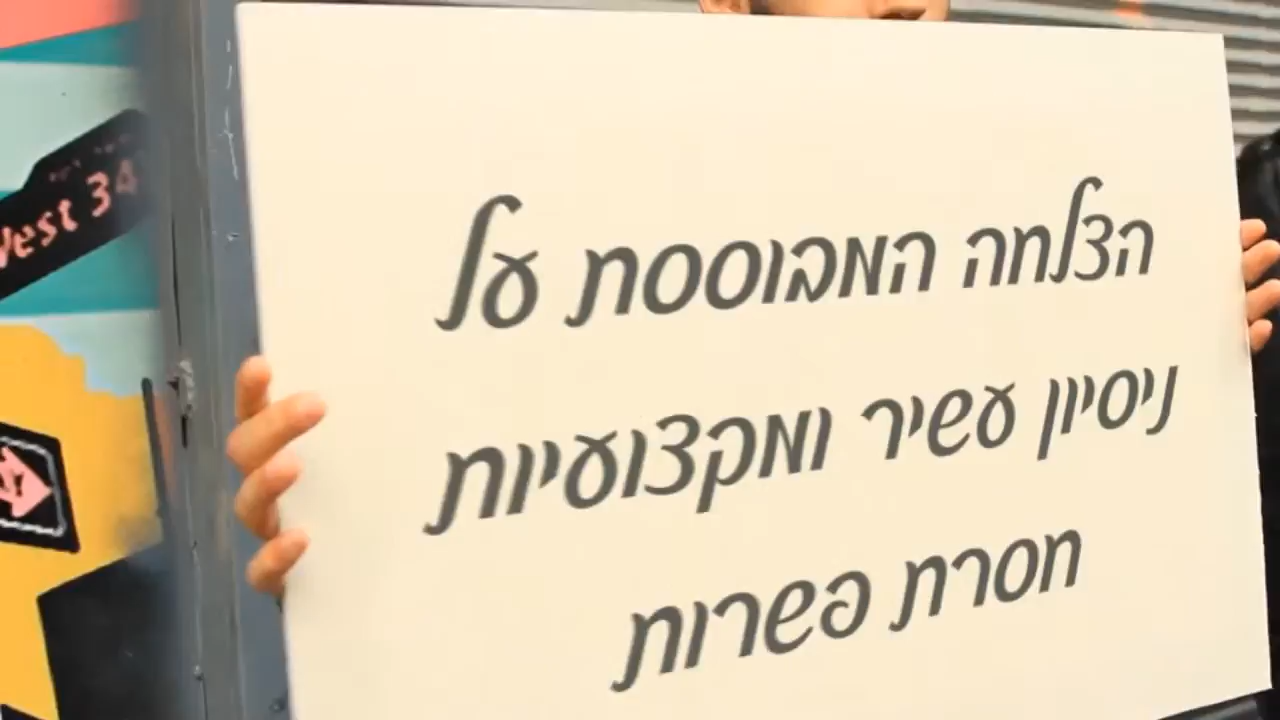 הצלחה המבוססת על
ניסיון עשיר ומקצועיות
חסרת פשרות
West 34